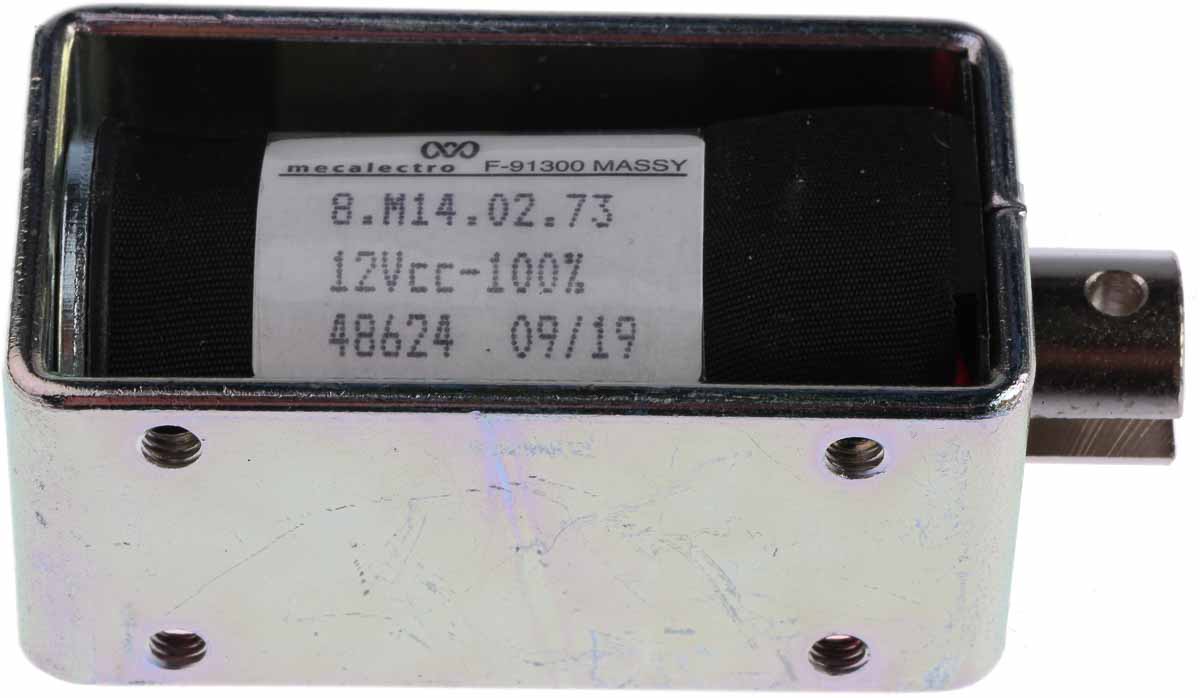 mecalectro F-91300 MASSY
8.M14.02.73
12Vcc-100%
48624 09/19